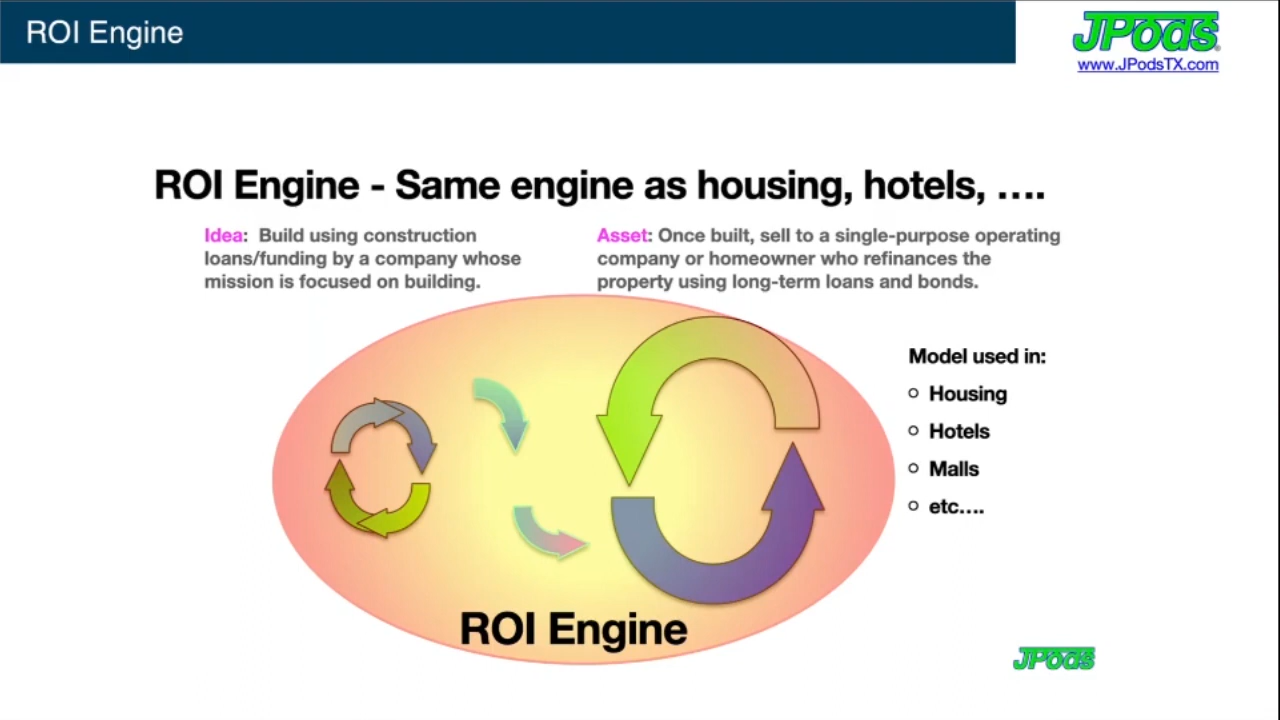 ROI Engine
JPods
www.JPodsTX.com
ROI Engine - Same engine as housing, hotels, ….
Idea: Build using construction
loans/funding by a company whose
mission is focused on building.
Asset: Once built, sell to a single-purpose operating
company or homeowner who refinances the
property using long-term loans and bonds.
Model used in:
Housing
Hotels
Malls
etc….
ROI Engine
JPods